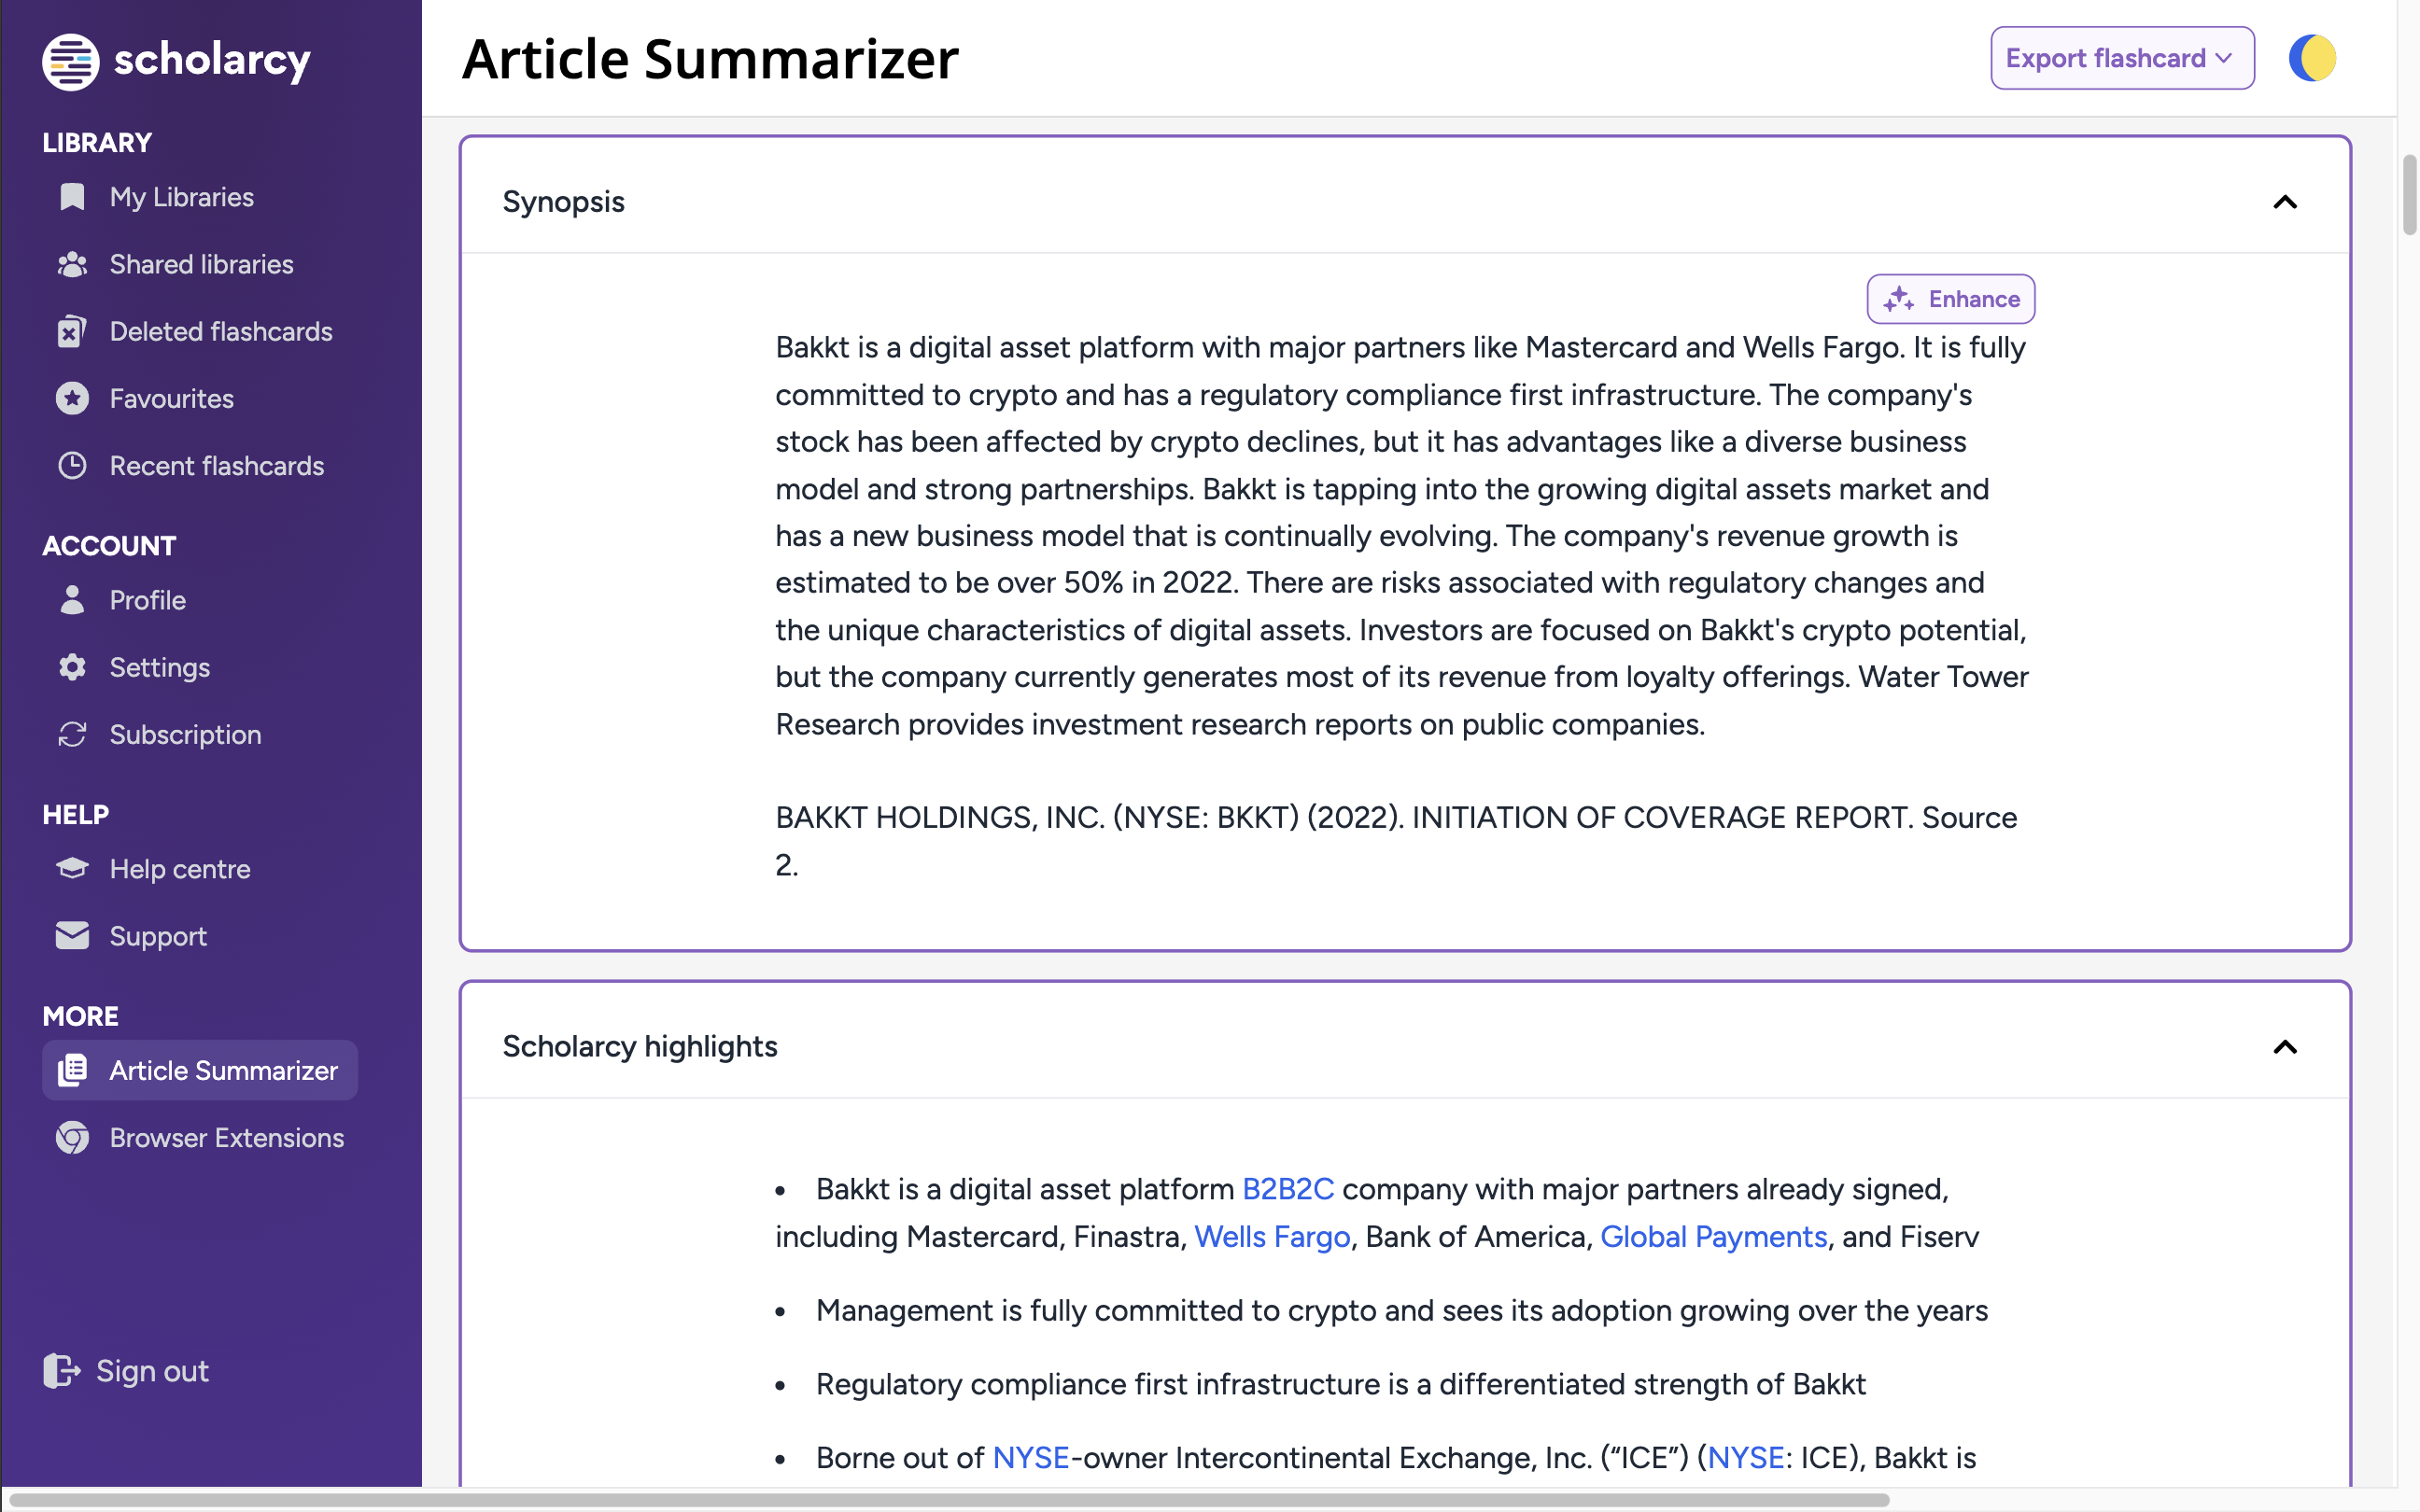 scholarcy
LIBRARY
My Libraries
Shared libraries
Deleted flashcards
Favourites
Recent flashcards
ACCOUNT
Profile
Settings
Subscription
HELP
Help centre
Support
MORE
Article Summarizer
Browser Extensions
Sign out
Article Summarizer
Export flashcard
Synopsis
Enhance
Bakkt is a digital asset platform with major partners like Mastercard and Wells Fargo. It is fully
committed to crypto and has a regulatory compliance first infrastructure. The company's
stock has been affected by crypto declines, but it has advantages like a diverse business
model and strong partnerships. Bakkt is tapping into the growing digital assets market and
has a new business model that is continually evolving. The company's revenue growth is
estimated to be over 50% in 2022. There are risks associated with regulatory changes and
the unique characteristics of digital assets. Investors are focused on Bakkt's crypto potential,
but the company currently generates most of its revenue from loyalty offerings. Water Tower
Research provides investment research reports on public companies.
BAKKT HOLDINGS, INC. (NYSE: BKKT) (2022). INITIATION OF COVERAGE REPORT. Source
2.
Scholarcy highlights
• Bakkt is a digital asset platform B2B2C company with major partners already signed,
including Mastercard, Finastra, Wells Fargo, Bank of America, Global Payments, and Fiserv
• Management is fully committed to crypto and sees its adoption growing over the years
• Regulatory compliance first infrastructure is a differentiated strength of Bakkt
• Borne out of NYSE-owner Intercontinental Exchange, Inc. (“ICE”) (NYSE: ICE), Bakkt is